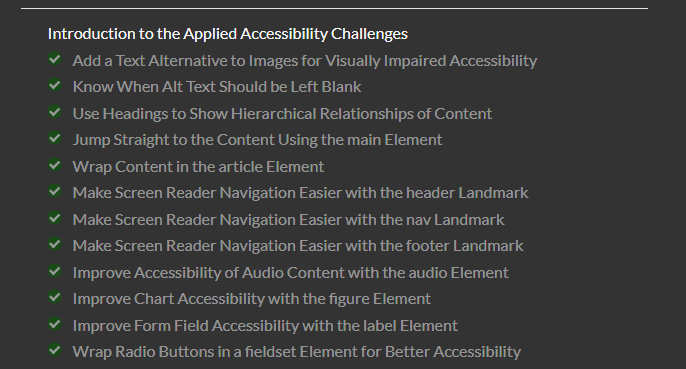 Introduction to the Applied Accessibility Challenges
Add a Text Alternative to Images for Visually Impaired Accessibility
Know When Alt Text Should be Left Blank
Use Headings to Show Hierarchical Relationships of Content
Jump Straight to the Content Using the main Element
Wrap Content in the article Element
Make Screen Reader Navigation Easier with the header Landmark
Make Screen Reader Navigation Easier with the nav Landmark
Make Screen Reader Navigation Easier with the footer Landmark
Improve Accessibility of Audio Content with the audio Element
Improve Chart Accessibility with the figure Element
Improve Form Field Accessibility with the label Element
Wrap Radio Buttons in a fieldset Element for Better Accessibility